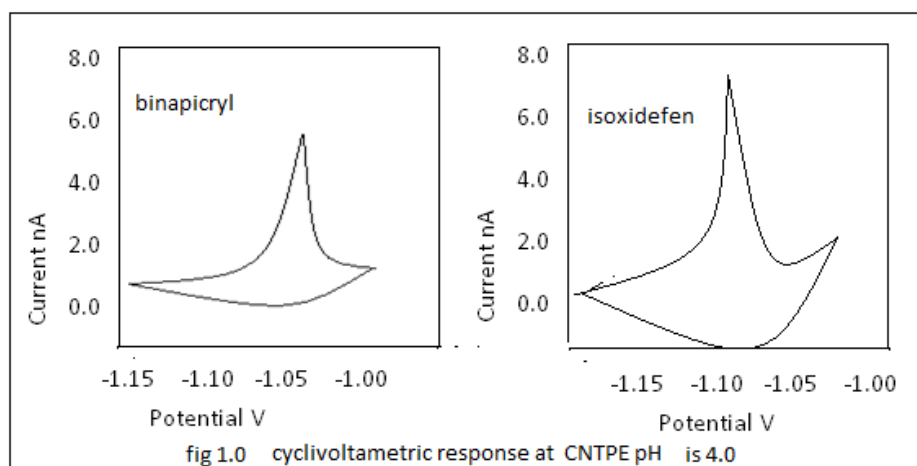 8.0
binapicryl
6.0
4.0
2.0
0.0
Current nA
-1.15 -1.10 -1.05 -1.00
Potential V
8.0
isoxidefen
6.0
4.0
2.0
0.0
Current nA
-1.15 -1.10 -1.05 -1.00
Potential V
fig 1.0 cyclivoltametric response at CNTPE pH is 4.0